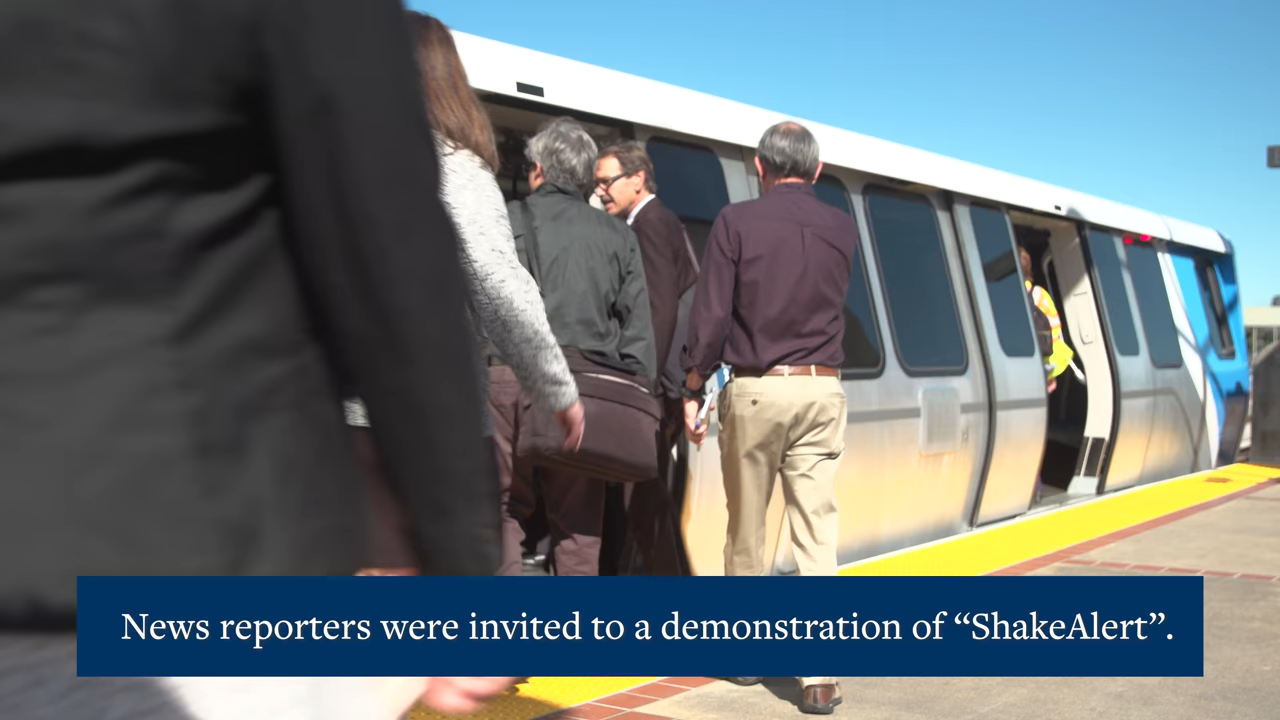 News reporters were invited to a demonstration of “ShakeAlert”.